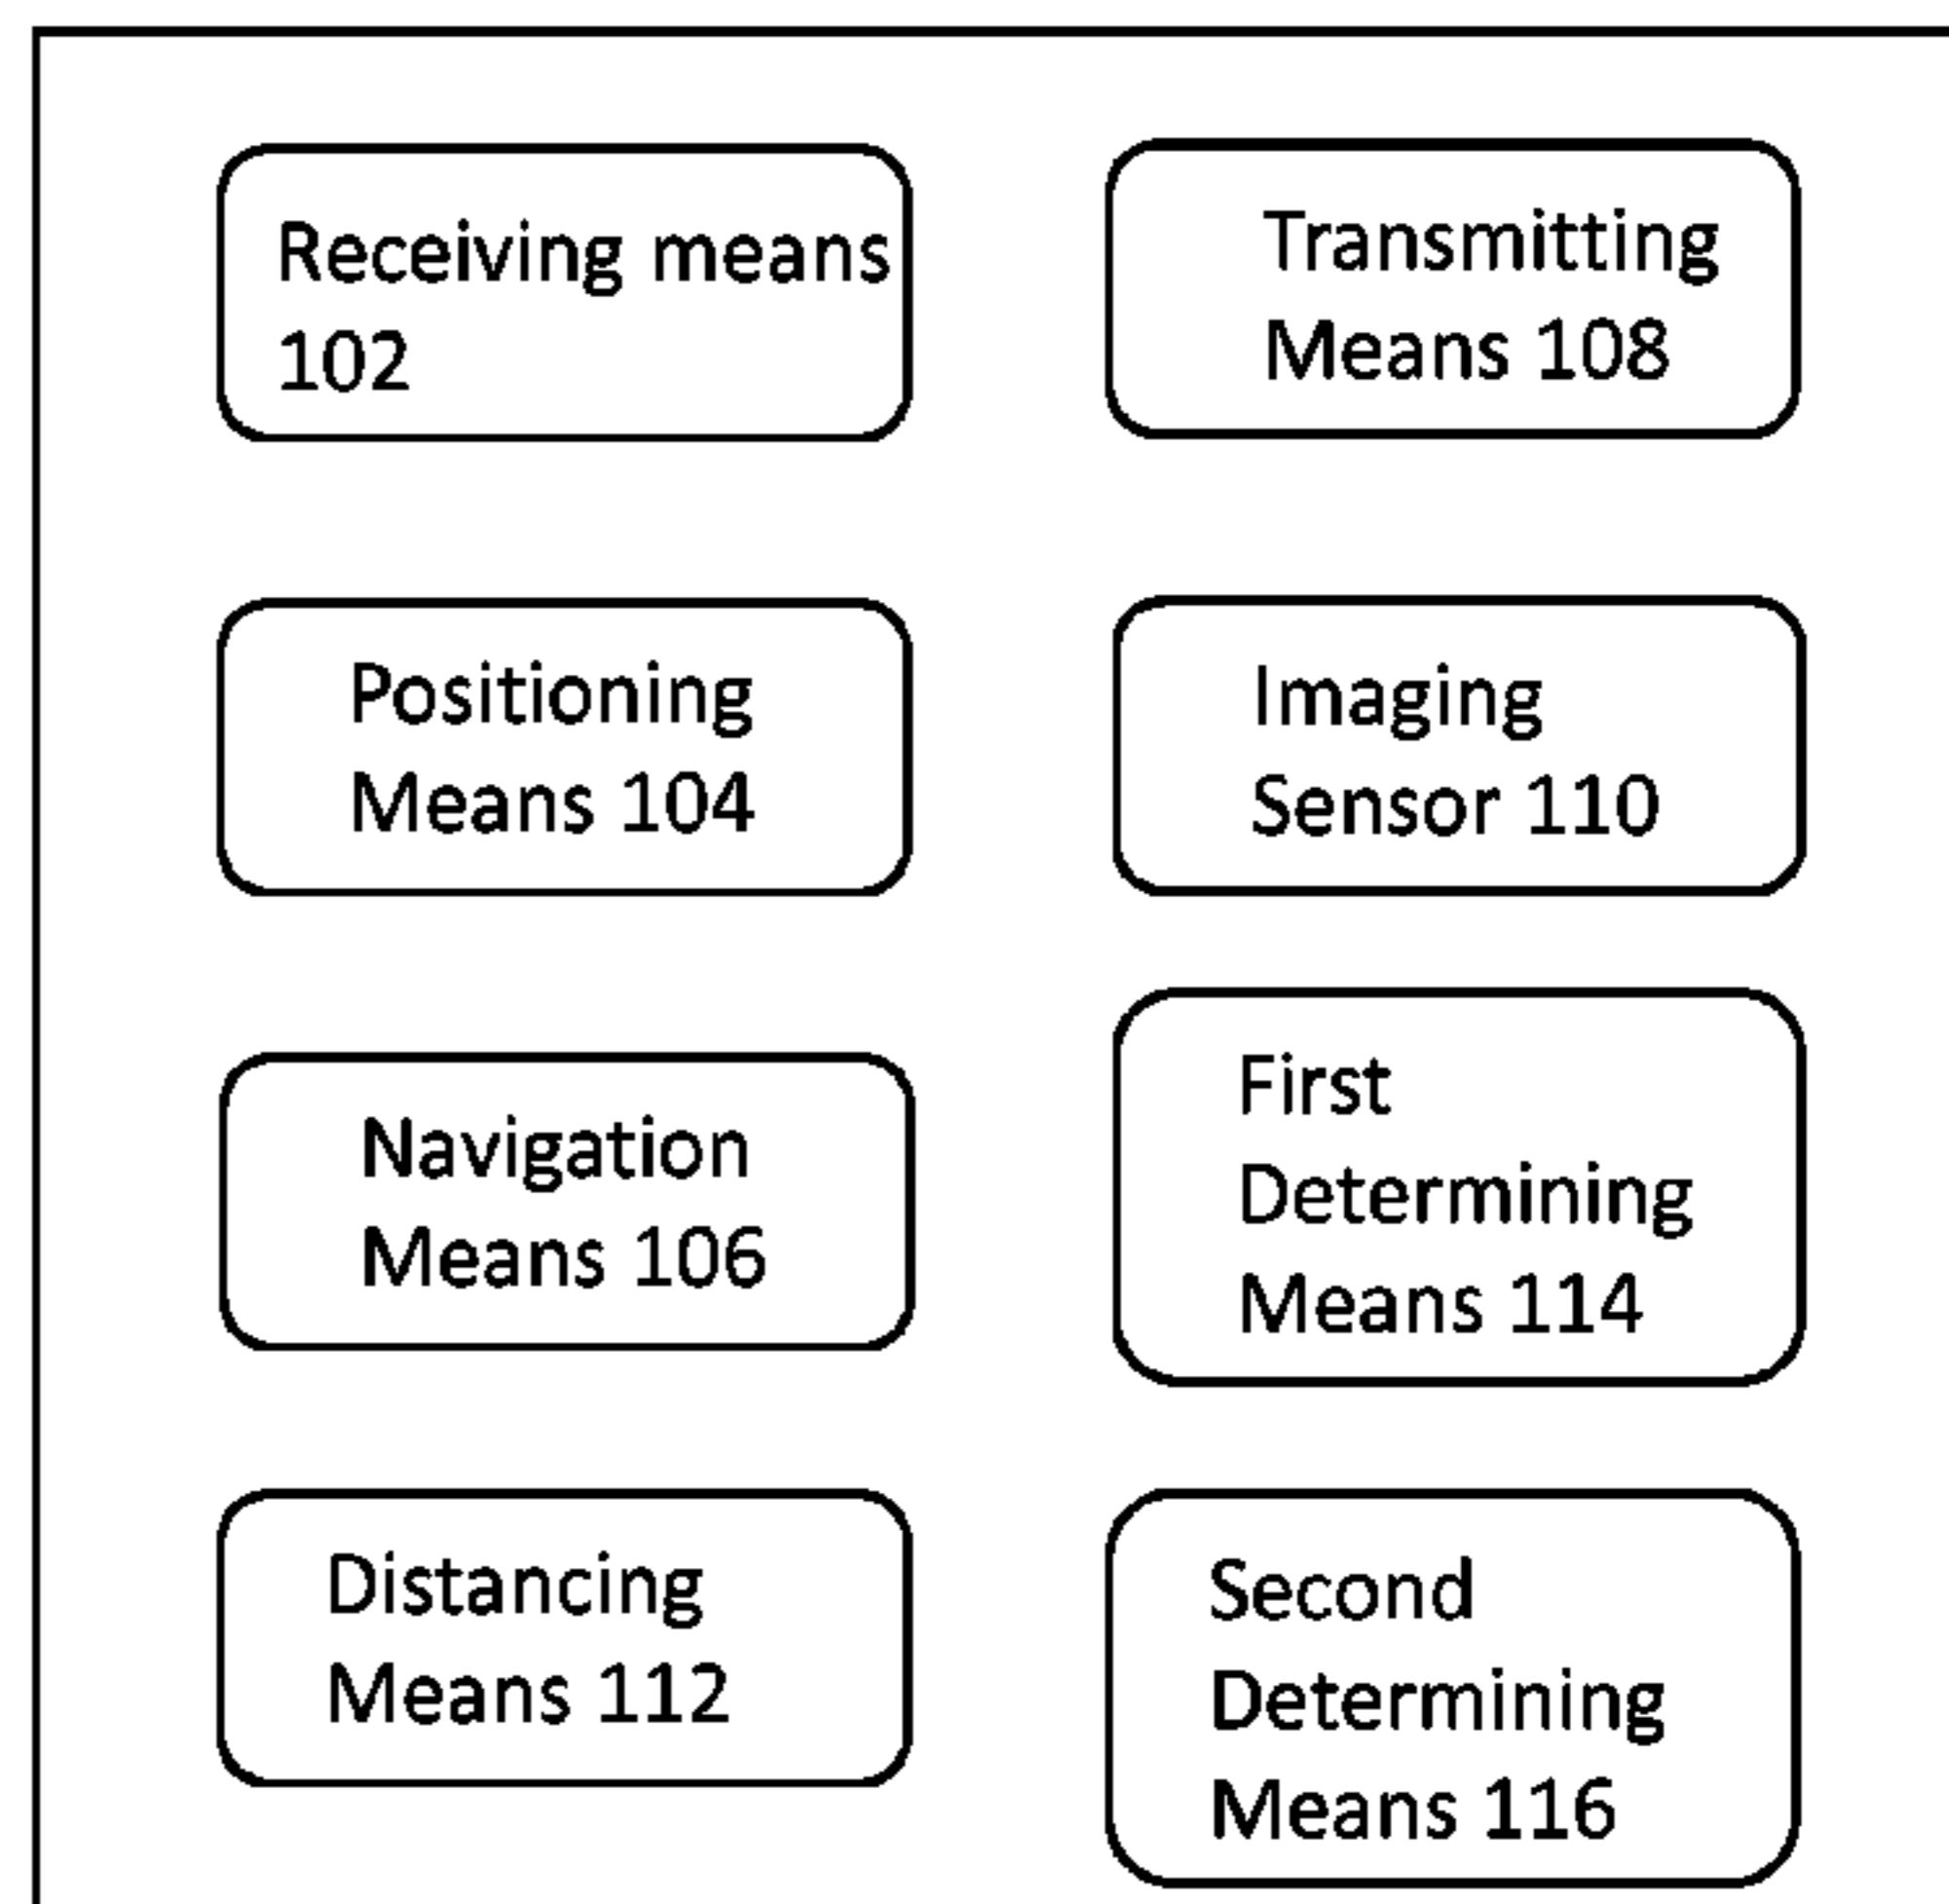 Receiving means
102
Transmitting
Means 108
Positioning
Means 104
Imaging
Sensor 110
Navigation
Means 106
First
Determining
Means 114
Distancing
Means 112
Second
Determining
Means 116